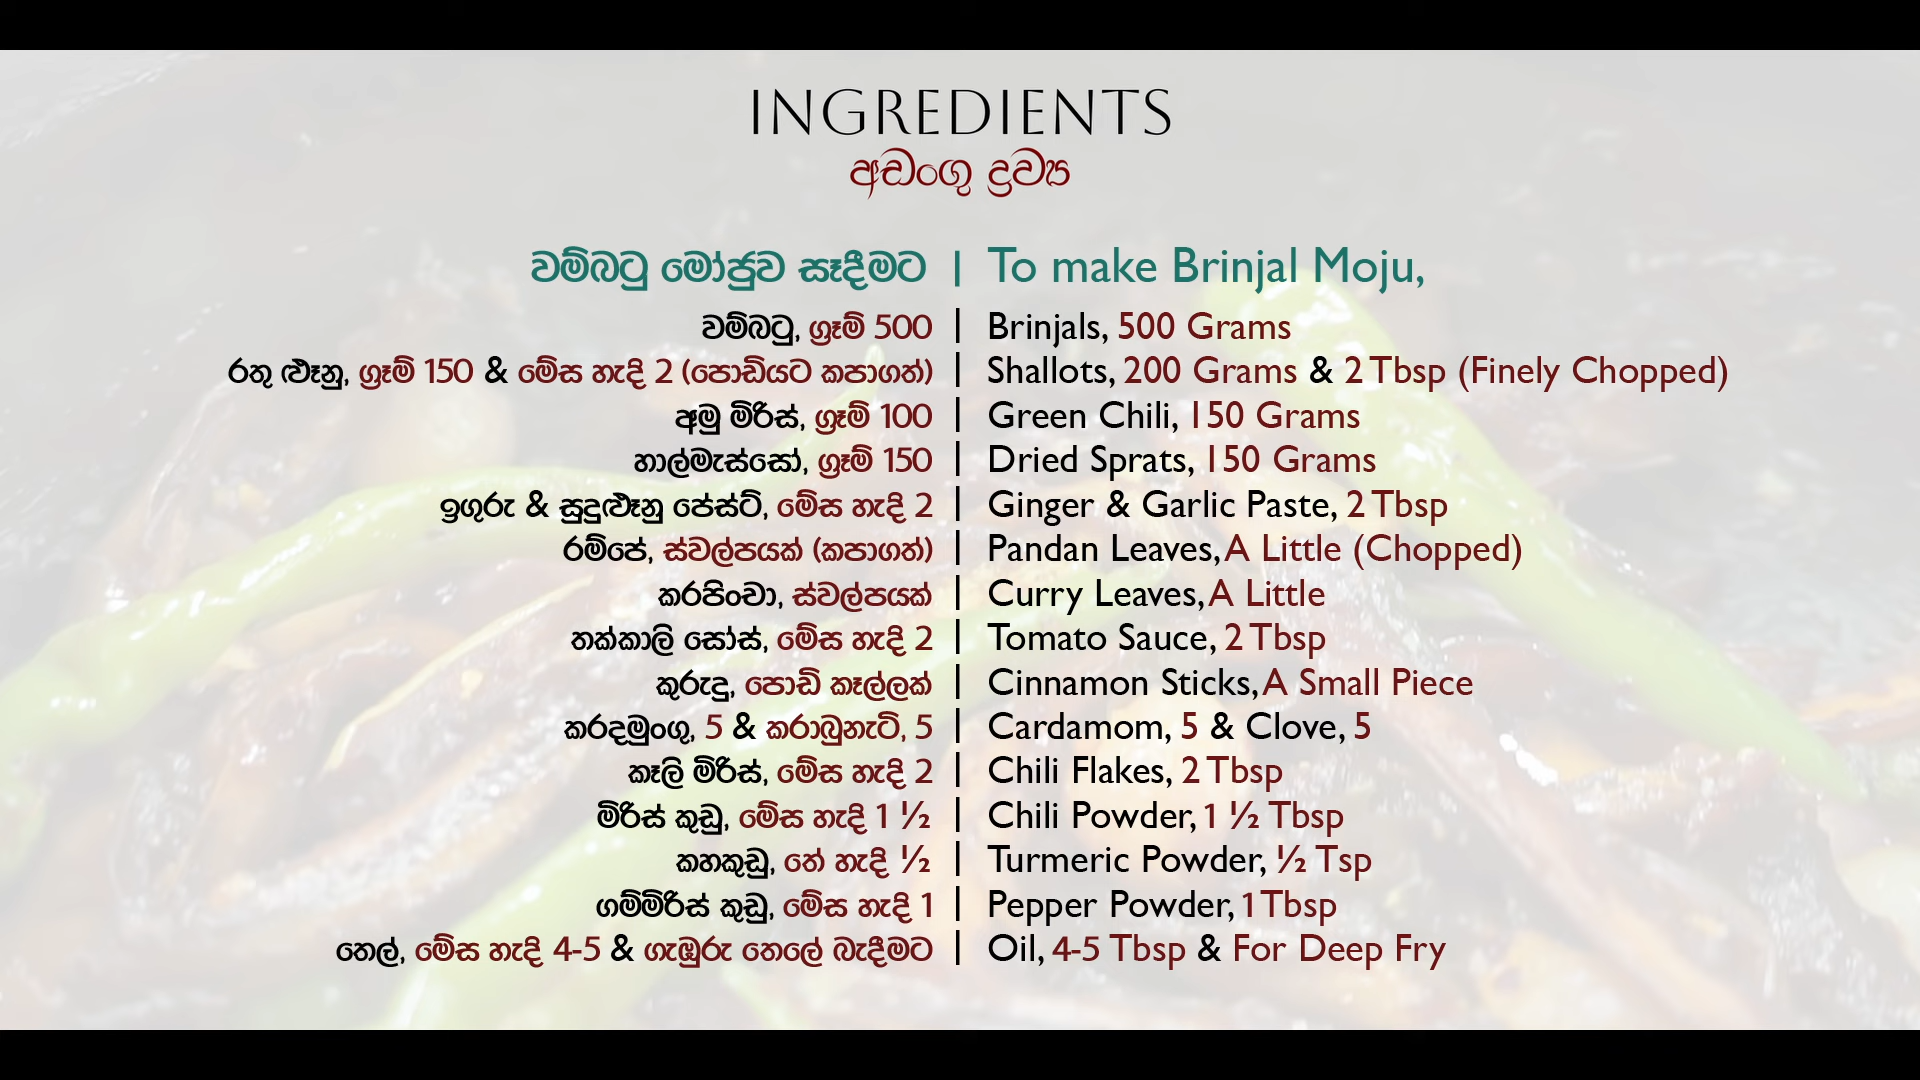 INGREDIENTS
අඩංගු ද්‍රව්‍ය
වම්බටු මෝජුව සෑදීමට | To make Brinjal Moju,
වම්බටු, ග්‍රෑම් 500 | Brinjals, 500 Grams
රතු ළූනු, ග්‍රෑම් 150 & මේස හැදි 2 (පොඩියට කපාගත්) | Shallots, 200 Grams & 2 Tbsp (Finely Chopped)
අමු මිරිස්, ග්‍රෑම් 100 | Green Chili, 150 Grams
හාල්මැස්සෝ, ග්‍රෑම් 150 | Dried Sprats, 150 Grams
ඉගුරු & සුදුළූනු පේස්ට්, මේස හැදි 2 | Ginger & Garlic Paste, 2 Tbsp
රම්පේ, ස්වල්පයක් (කපාගත්) | Pandan Leaves, A Little (Chopped)
කරපිංචා, ස්වල්පයක් | Curry Leaves, A Little
තක්කාලි සෝස්, මේස හැදි 2 | Tomato Sauce, 2 Tbsp
කුරුදු, පොඩි කෑල්ලක් | Cinnamon Sticks, A Small Piece
කරදමුංගු, 5 & කරාබුනැටි, 5 | Cardamom, 5 & Clove, 5
කෑලි මිරිස්, මේස හැදි 2 | Chili Flakes, 2 Tbsp
මිරිස් කුඩු, මේස හැදි 1 ½ | Chili Powder, 1 ½ Tbsp
කහකුඩු, තේ හැදි ½ | Turmeric Powder, ½ Tsp
ගම්මිරිස් කුඩු, මේස හැදි 1 | Pepper Powder, 1 Tbsp
තෙල්, මේස හැදි 4-5 & ගැඹුරු තෙලේ බැදීමට | Oil, 4-5 Tbsp & For Deep Fry